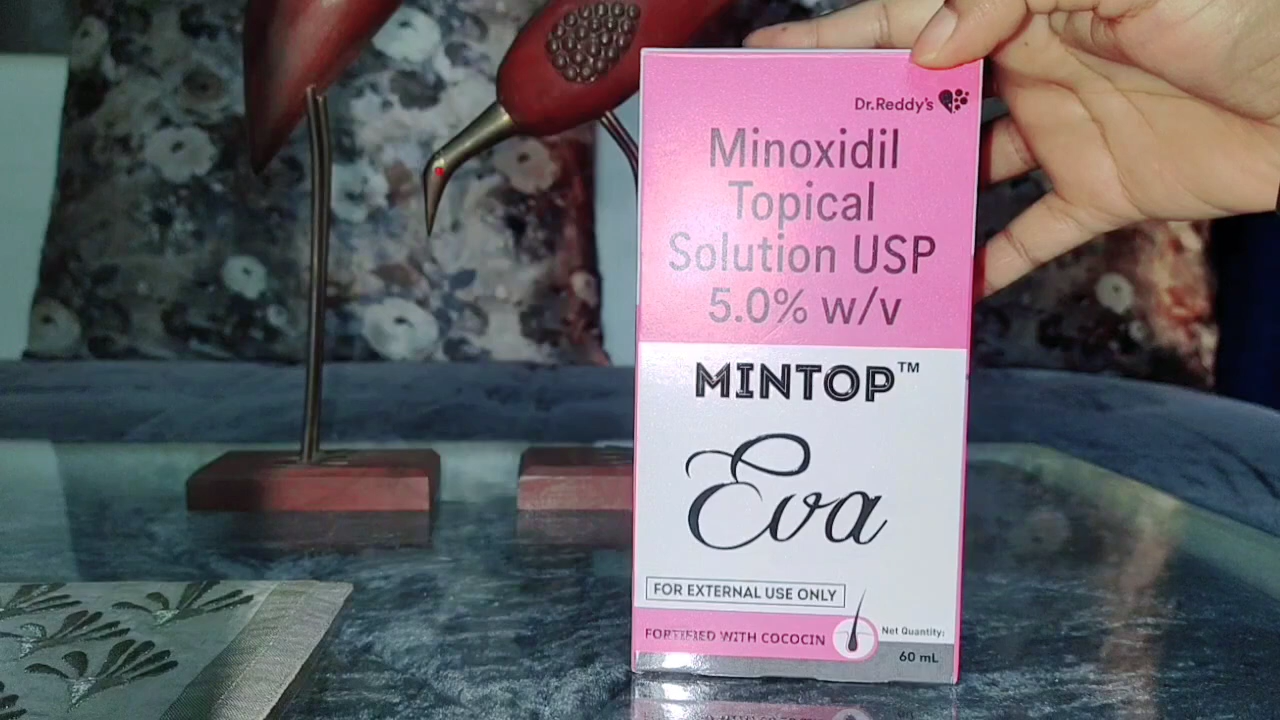 Dr.Reddy's
Minoxidil
Topical
Solution USP
5.0% w/v
MINTOP™
Eva
FOR EXTERNAL USE ONLY
FORTIFIED WITH COCOCIN
Net Quantity:
60 mL